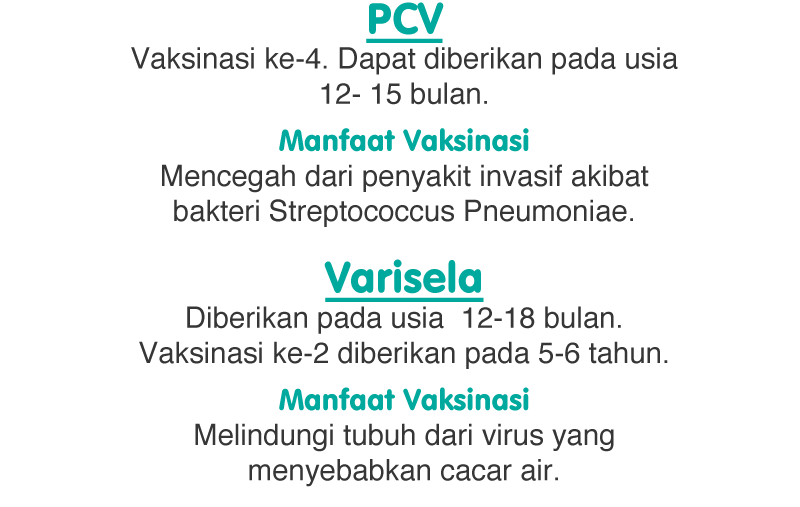 PCV
Vaksinasi ke-4. Dapat diberikan pada usia
12- 15 bulan.
Manfaat Vaksinasi
Mencegah dari penyakit invasif akibat
bakteri Streptococcus Pneumoniae.
Varisela
Diberikan pada usia  12-18 bulan.
Vaksinasi ke-2 diberikan pada 5-6 tahun.
Manfaat Vaksinasi
Melindungi tubuh dari virus yang
menyebabkan cacar air.